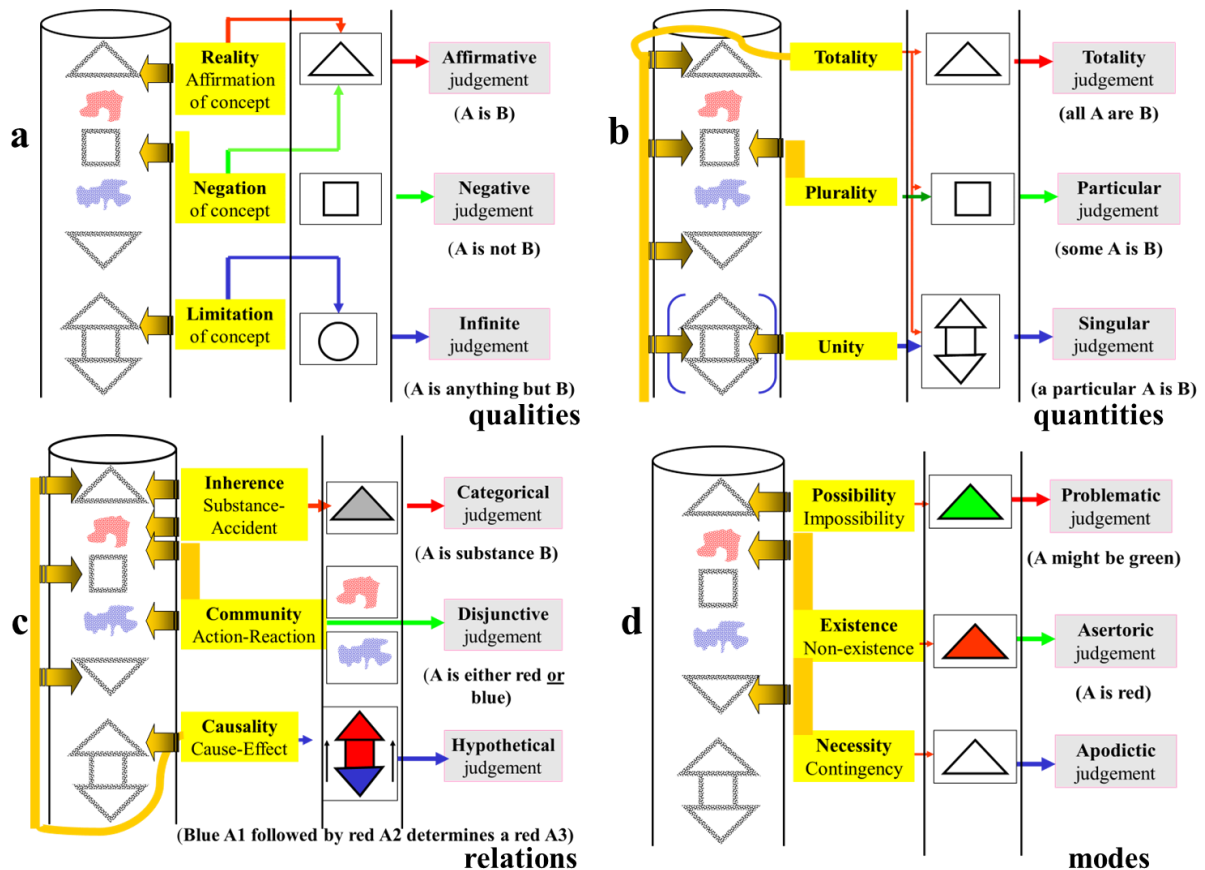 a
Reality
Affirmation
of concept
Affirmative
judgement
(A is B)
Negation
of concept
Negative
judgement
(A is not B)
Limitation
of concept
Infinite
judgement
(A is anything but B)
qualities
b
Totality
Totality
judgement
(all A are B)
Plurality
Particular
judgement
(some A is B)
Unity
Singular
judgement
(a particular A is B)
quantities
c
Inherence
Substance-
Accident
Categorical
judgement
(A is substance B)
Community
Action-Reaction
Disjunctive
judgement
(A is either red or
blue)
Causality
Cause-Effect
Hypothetical
judgement
(Blue A1 followed by red A2 determines a red A3)
relations
d
Possibility
Impossibility
Problematic
judgement
(A might be green)
Existence
Non-existence
Asertoric
judgement
(A is red)
Necessity
Contingency
Apodictic
judgement
modes